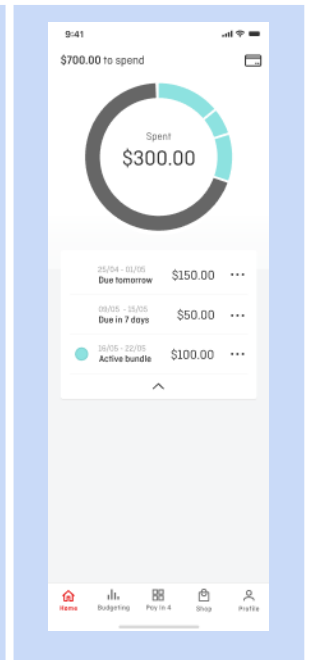 9:41
$700.00 to spend
Spent
$300.00
25/04 - 01/05
Due tomorrow
$150.00
09/05 - 15/05
Due in 7 days
$50.00
16/05 - 22/05
Active bundle
$100.00
Home
Budgeting
Pay in 4
Shop
Profile